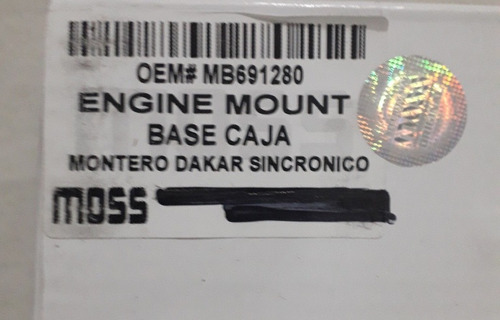 OEM# MB691280
ENGINE MOUNT
BASE CAJA
MONTERO DAKAR SINCRONICO
moss